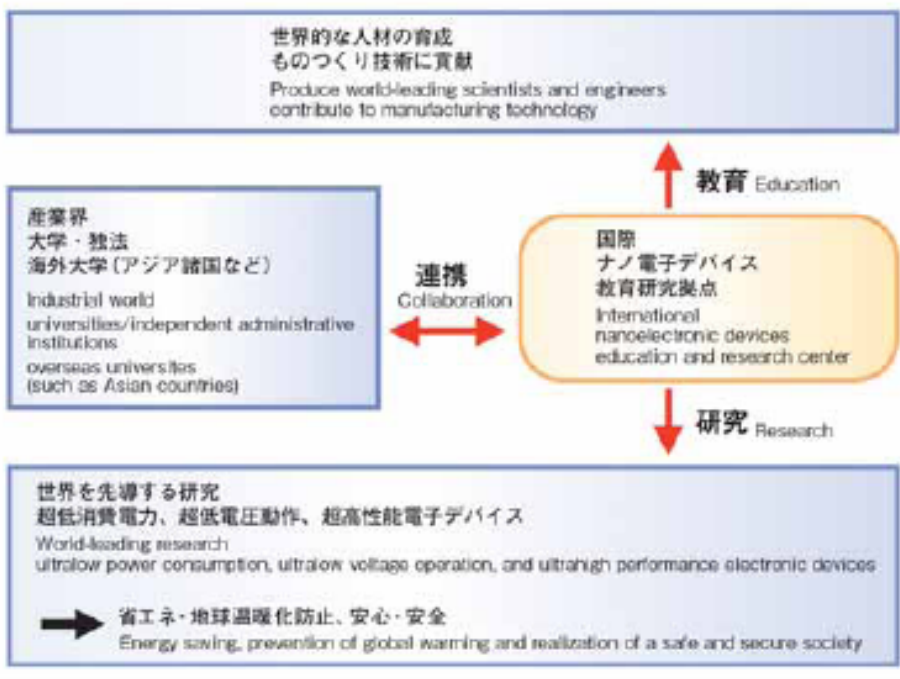 世界的な人材の育成
ものつくり技術に貢献
Produce world-leading scientists and engineers
contribute to manufacturing technology
教育 Education
産業界
大学・独法
海外大学(アジア諸国など)
Industrial world
universities/independent administrative
institutions
overseas universities
(such as Asian countries)
連携
Collaboration
国際
ナノ電子デバイス
教育研究拠点
International
nanoelectronic devices
education and research center
研究 Research
世界を先導する研究
超低消費電力、超低電圧動作、超高性能電子デバイス
World-leading research
ultralow power consumption, ultralow voltage operation, and ultrahigh performance electronic devices
省エネ・地球温暖化防止、安心・安全
Energy saving, prevention of global warming and realization of a safe and secure society